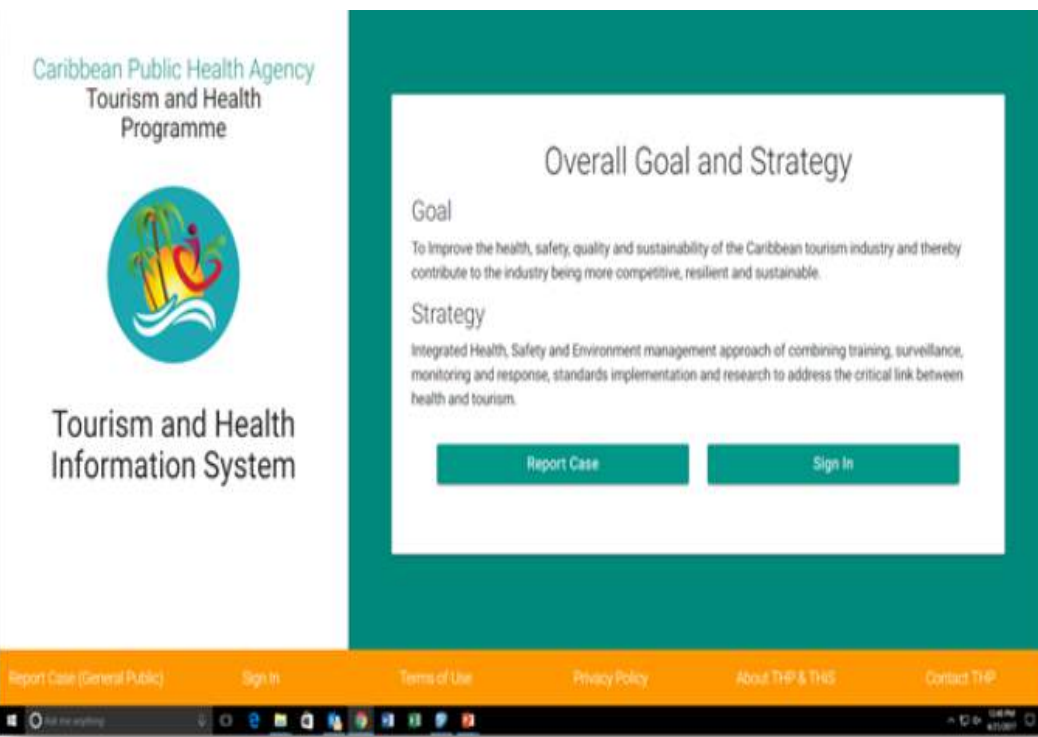 Caribbean Public Health Agency
Tourism and Health
Programme
Tourism and Health
Information System
Overall Goal and Strategy
Goal
To Improve the health, safety, quality and sustainability of the Caribbean tourism industry and thereby
contribute to the industry being more competitive, resilient and sustainable.
Strategy
Integrated Health, Safety and Environment management approach of combining training, surveillance,
monitoring and response, standards implementation and research to address the critical link between
health and tourism.
Report Case
Sign In
Report Case (General Public)
Sign In
Terms of Use
Privacy Policy
About THP & THiS
Contact THP
Ask me anything